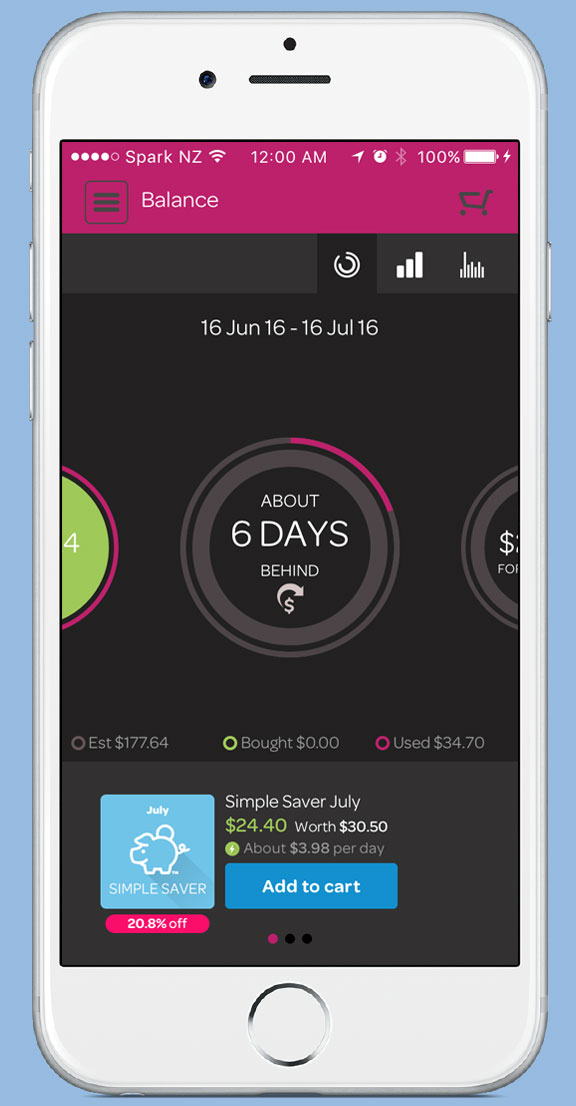 Spark NZ 12:00 AM 100%
Balance
16 Jun 16 - 16 Jul 16
4
ABOUT
6 DAYS
BEHIND
$
$
FOR
Est $177.64 Bought $0.00 Used $34.70
July
SIMPLE SAVER
20.8% off
Simple Saver July
$24.40 Worth $30.50
About $3.98 per day
Add to cart